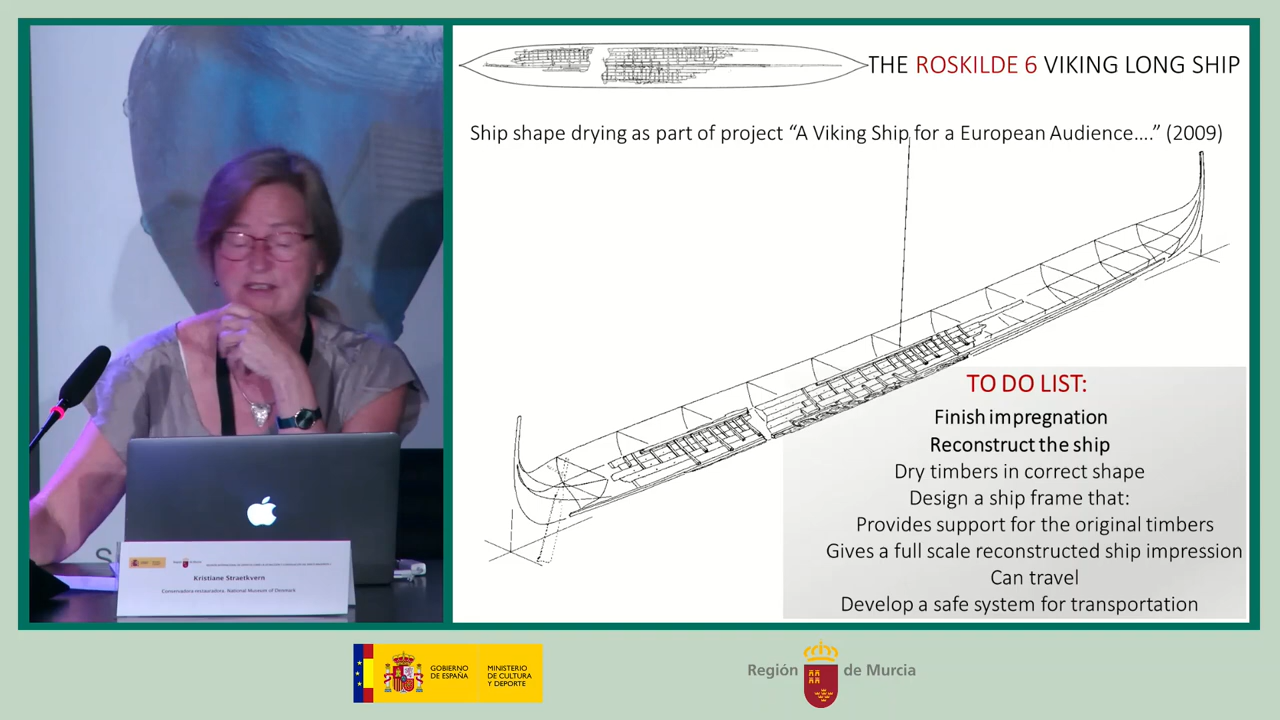 THE ROSKILDE 6 VIKING LONG SHIP
Ship shape drying as part of project “A Viking Ship for a European Audience....” (2009)
TO DO LIST:
Finish impregnation
Reconstruct the ship
Dry timbers in correct shape
Design a ship frame that:
Provides support for the original timbers
Gives a full scale reconstructed ship impression
Can travel
Develop a safe system for transportation
Kristiane Straetkvern
Conservadora-restauradora. National Museum of Denmark
GOBIERNO
DE ESPAÑA
MINISTERIO
DE CULTURA
Y DEPORTE
Región de Murcia